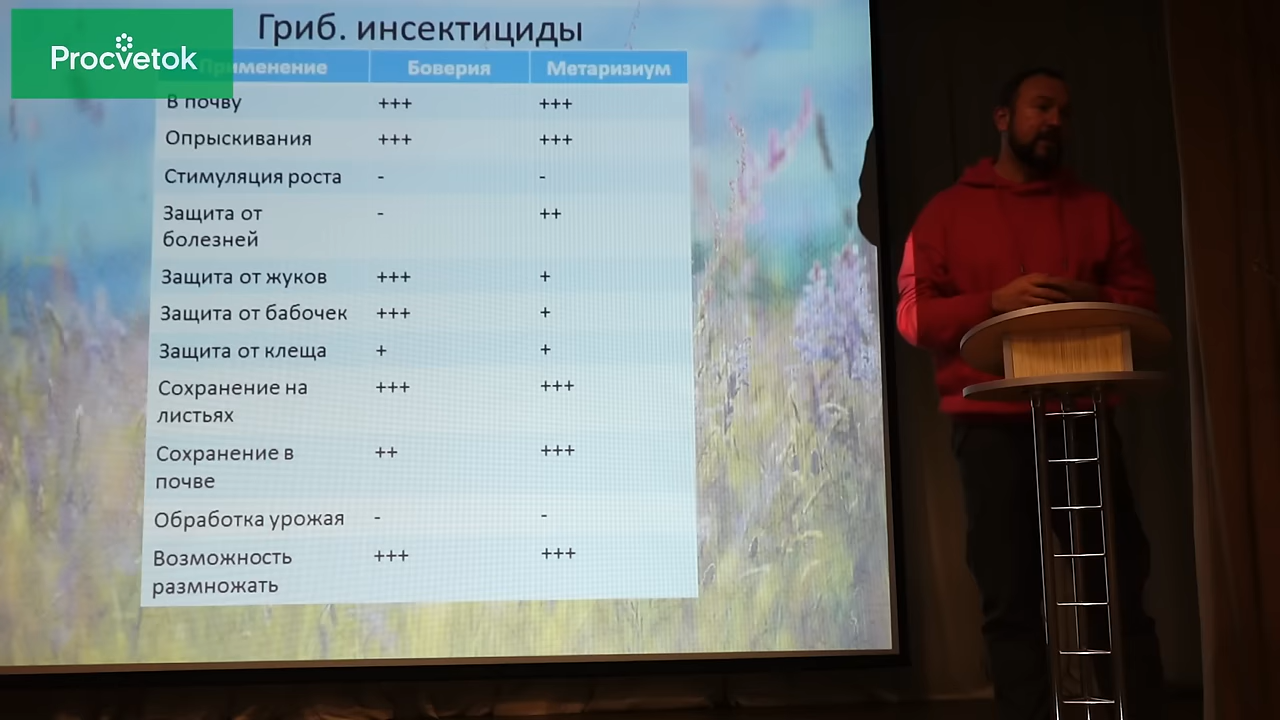 Гриб. инсектициды
Procvetok
Применение Боверия Метаризиум
В почву +++ +++
Опрыскивания +++ +++
Стимуляция роста - -
Защита от - ++
болезней
Защита от жуков +++ +
Защита от бабочек +++ +
Защита от клеща + +
Сохранение на +++ +++
листьях
Сохранение в ++ +++
почве
Обработка урожая - -
Возможность +++ +++
размножать